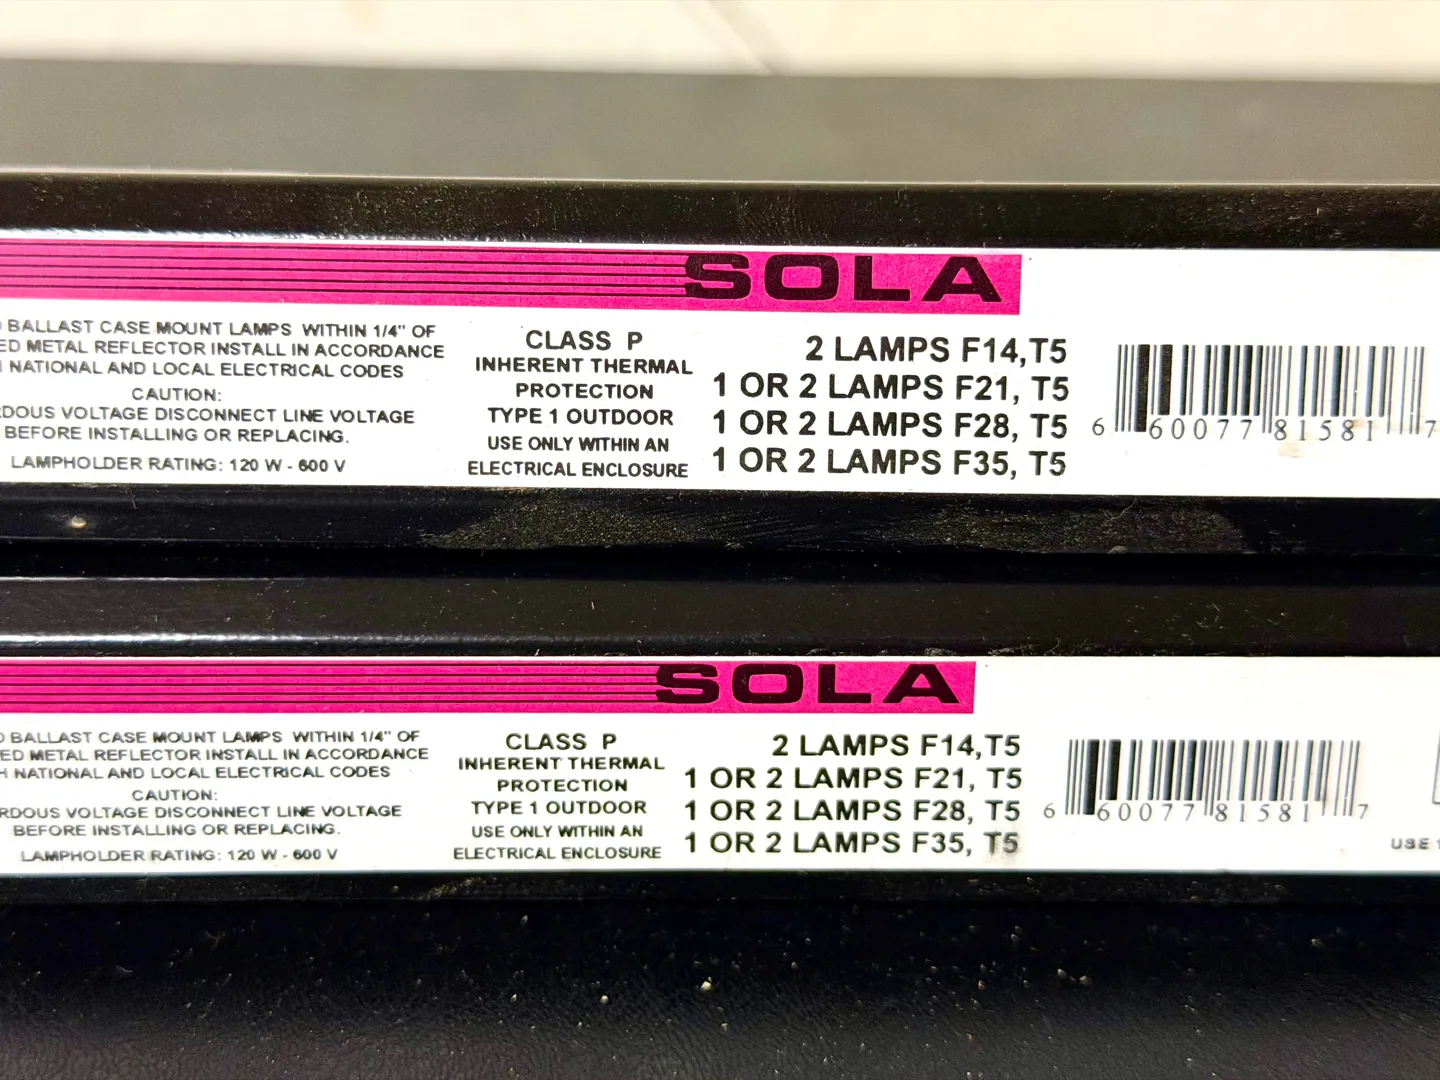 SOLA
BALLAST CASE MOUNT LAMPS WITHIN 1/4" OF
ED METAL REFLECTOR INSTALL IN ACCORDANCE
NATIONAL AND LOCAL ELECTRICAL CODES
CAUTION:
RDOUS VOLTAGE DISCONNECT LINE VOLTAGE
BEFORE INSTALLING OR REPLACING.
LAMPHOLDER RATING: 120 W - 600 V
CLASS P
INHERENT THERMAL
PROTECTION
TYPE 1 OUTDOOR
USE ONLY WITHIN AN
ELECTRICAL ENCLOSURE
2 LAMPS F14,T5
1 OR 2 LAMPS F21, T5
1 OR 2 LAMPS F28, T5
1 OR 2 LAMPS F35, T5
6 60077 81581 7
SOLA
BALLAST CASE MOUNT LAMPS WITHIN 1/4" OF
ED METAL REFLECTOR INSTALL IN ACCORDANCE
H NATIONAL AND LOCAL ELECTRICAL CODES
CAUTION:
RDOUS VOLTAGE DISCONNECT LINE VOLTAGE
BEFORE INSTALLING OR REPLACING.
LAMPHOLDER RATING: 120 W - 600 V
CLASS P
INHERENT THERMAL
PROTECTION
TYPE 1 OUTDOOR
USE ONLY WITHIN AN
ELECTRICAL ENCLOSURE
2 LAMPS F14,T5
1 OR 2 LAMPS F21, T5
1 OR 2 LAMPS F28, T5
1 OR 2 LAMPS F35, T5
6 60077 81581 7
USE